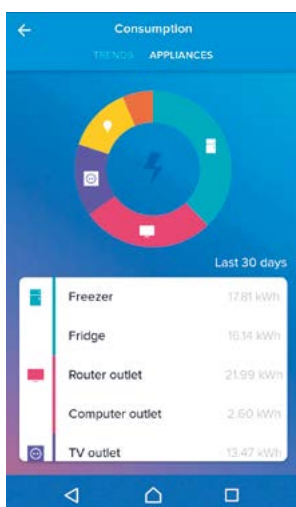 Consumption
TRENDS APPLIANCES
Last 30 days
Freezer 17.81 kWh
Fridge 16.14 kWh
Router outlet 21.99 kWh
Computer outlet 2.60 kWh
TV outlet 13.47 kWh